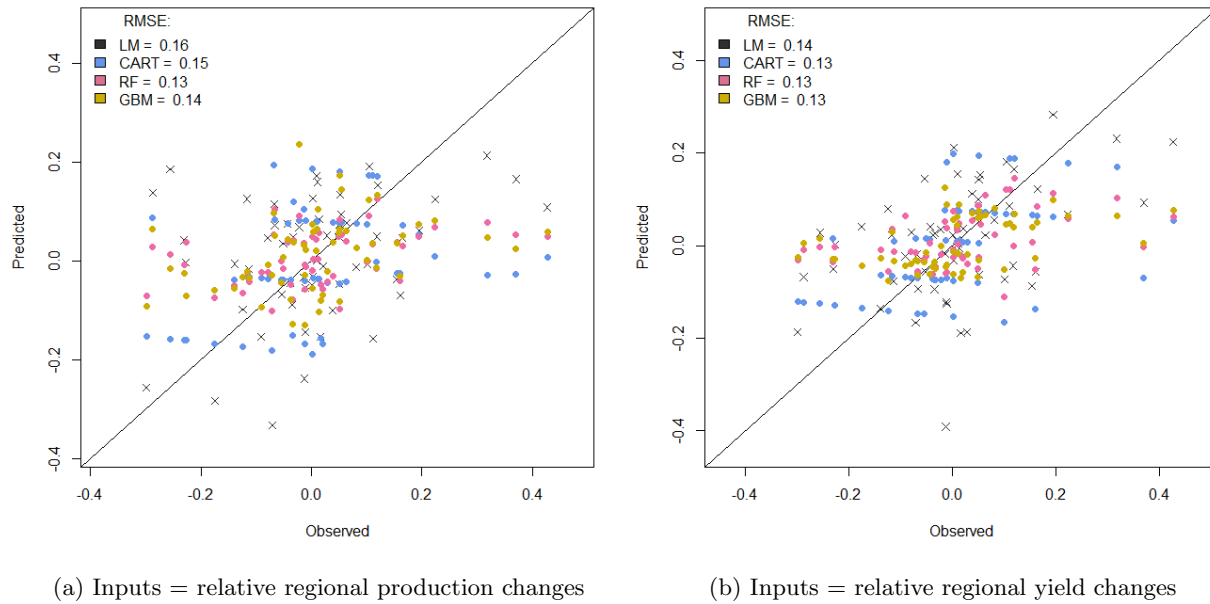 RMSE:
LM = 0.16
CART = 0.15
RF = 0.13
GBM = 0.14
0.4
0.2
0.0
-0.2
-0.4
Predicted
-0.4
-0.2
0.0
0.2
0.4
Observed
(a) Inputs = relative regional production changes
RMSE:
LM = 0.14
CART = 0.13
RF = 0.13
GBM = 0.13
0.4
0.2
0.0
-0.2
-0.4
Predicted
-0.4
-0.2
0.0
0.2
0.4
Observed
(b) Inputs = relative regional yield changes